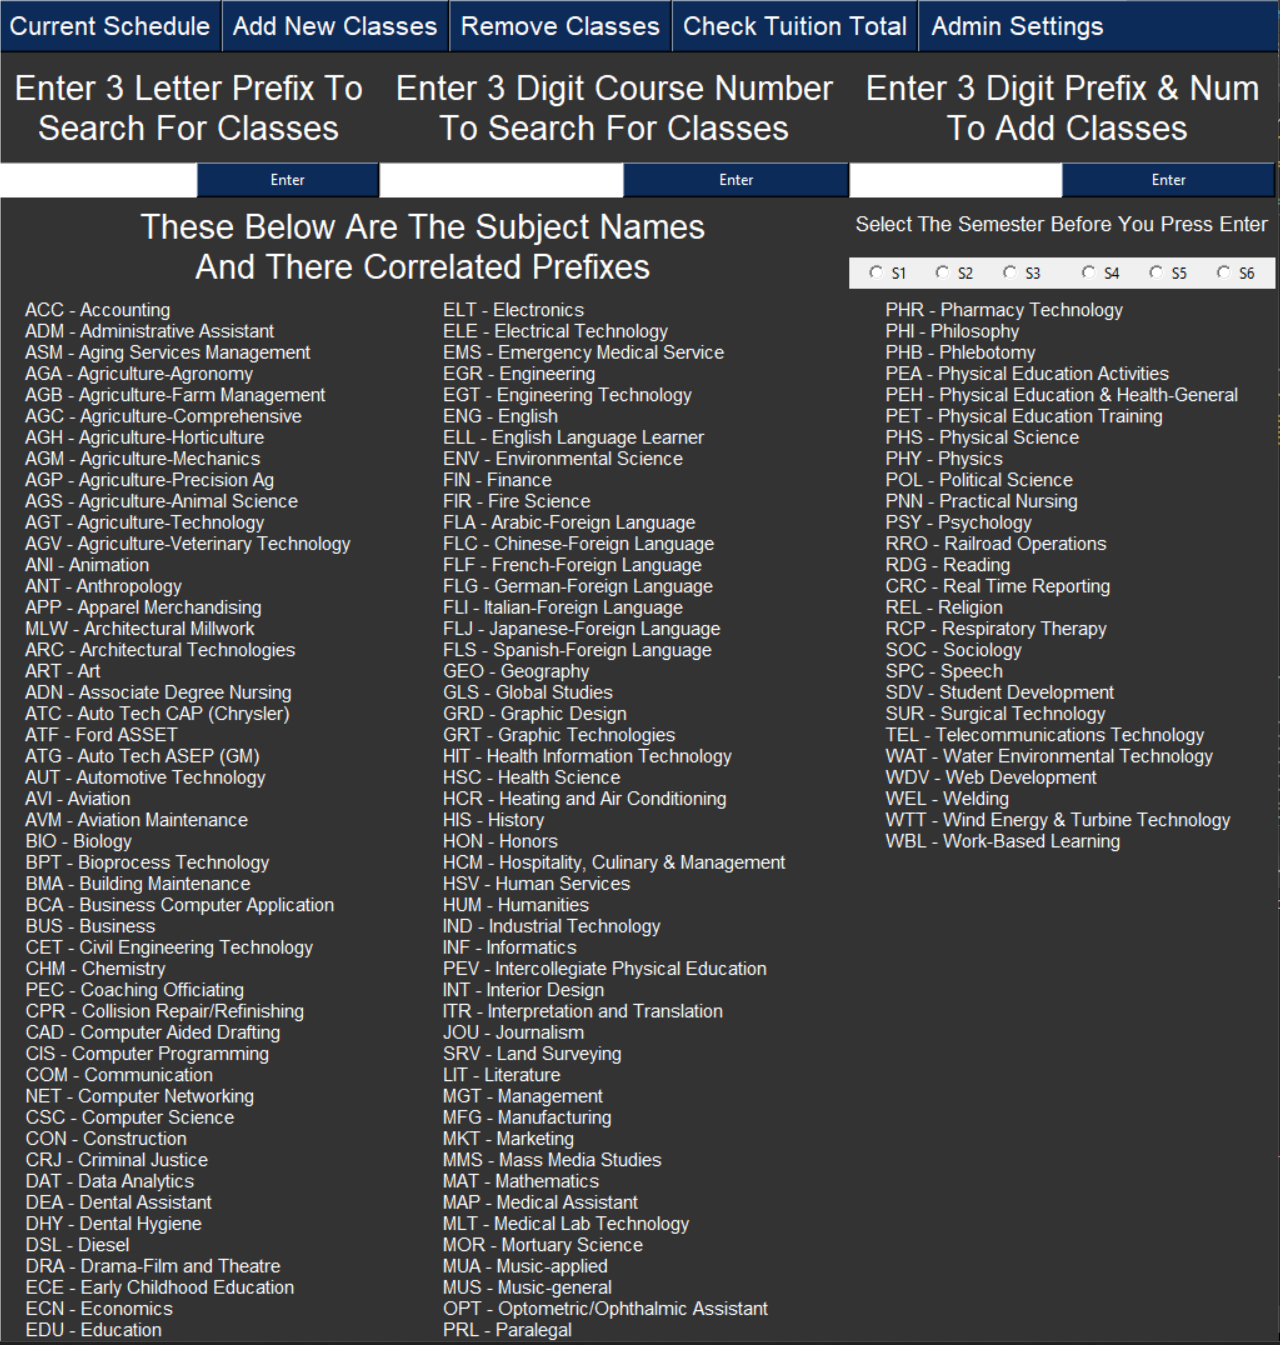 Current Schedule
Add New Classes
Remove Classes
Check Tuition Total
Admin Settings
Enter 3 Letter Prefix To
Search For Classes
Enter
Enter 3 Digit Course Number
To Search For Classes
Enter
Enter 3 Digit Prefix & Num
To Add Classes
Enter
These Below Are The Subject Names
And There Correlated Prefixes
Select The Semester Before You Press Enter
S1 S2 S3 S4 S5 S6
ACC - Accounting
ADM - Administrative Assistant
ASM - Aging Services Management
AGA - Agriculture-Agronomy
AGB - Agriculture-Farm Management
AGC - Agriculture-Comprehensive
AGH - Agriculture-Horticulture
AGM - Agriculture-Mechanics
AGP - Agriculture-Precision Ag
AGS - Agriculture-Animal Science
AGT - Agriculture-Technology
AGV - Agriculture-Veterinary Technology
ANI - Animation
ANT - Anthropology
APP - Apparel Merchandising
MLW - Architectural Millwork
ARC - Architectural Technologies
ART - Art
ADN - Associate Degree Nursing
ATC - Auto Tech CAP (Chrysler)
ATF - Ford ASSET
ATG - Auto Tech ASEP (GM)
AUT - Automotive Technology
AVI - Aviation
AVM - Aviation Maintenance
BIO - Biology
BPT - Bioprocess Technology
BMA - Building Maintenance
BCA - Business Computer Application
BUS - Business
CET - Civil Engineering Technology
CHM - Chemistry
PEC - Coaching Officiating
CPR - Collision Repair/Refinishing
CAD - Computer Aided Drafting
CIS - Computer Programming
COM - Communication
NET - Computer Networking
CSC - Computer Science
CON - Construction
CRJ - Criminal Justice
DAT - Data Analytics
DEA - Dental Assistant
DHY - Dental Hygiene
DSL - Diesel
DRA - Drama-Film and Theatre
ECE - Early Childhood Education
ECN - Economics
EDU - Education
ELT - Electronics
ELE - Electrical Technology
EMS - Emergency Medical Service
EGR - Engineering
EGT - Engineering Technology
ENG - English
ELL - English Language Learner
ENV - Environmental Science
FIN - Finance
FIR - Fire Science
FLA - Arabic-Foreign Language
FLC - Chinese-Foreign Language
FLF - French-Foreign Language
FLG - German-Foreign Language
FLI - Italian-Foreign Language
FLJ - Japanese-Foreign Language
FLS - Spanish-Foreign Language
GEO - Geography
GLS - Global Studies
GRD - Graphic Design
GRT - Graphic Technologies
HIT - Health Information Technology
HSC - Health Science
HCR - Heating and Air Conditioning
HIS - History
HON - Honors
HCM - Hospitality, Culinary & Management
HSV - Human Services
HUM - Humanities
IND - Industrial Technology
INF - Informatics
PEV - Intercollegiate Physical Education
INT - Interior Design
ITR - Interpretation and Translation
JOU - Journalism
SRV - Land Surveying
LIT - Literature
MGT - Management
MFG - Manufacturing
MKT - Marketing
MMS - Mass Media Studies
MAT - Mathematics
MAP - Medical Assistant
MLT - Medical Lab Technology
MOR - Mortuary Science
MUA - Music-applied
MUS - Music-general
OPT - Optometric/Ophthalmic Assistant
PRL - Paralegal
PHR - Pharmacy Technology
PHI - Philosophy
PHB - Phlebotomy
PEA - Physical Education Activities
PEH - Physical Education & Health-General
PET - Physical Education Training
PHS - Physical Science
PHY - Physics
POL - Political Science
PNN - Practical Nursing
PSY - Psychology
RRO - Railroad Operations
RDG - Reading
CRC - Real Time Reporting
REL - Religion
RCP - Respiratory Therapy
SOC - Sociology
SPC - Speech
SDV - Student Development
SUR - Surgical Technology
TEL - Telecommunications Technology
WAT - Water Environmental Technology
WDV - Web Development
WEL - Welding
WTT - Wind Energy & Turbine Technology
WBL - Work-Based Learning